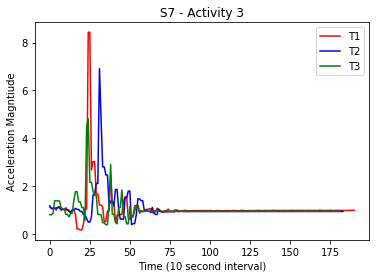 S7 - Activity 3
T1
T2
T3
Acceleration Magntiude
8
6
4
2
0
0 25 50 75 100 125 150 175
Time (10 second interval)